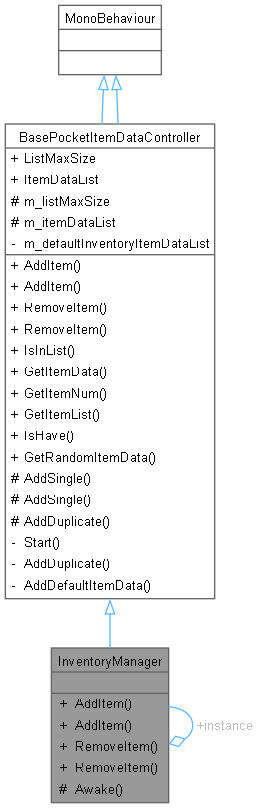 MonoBehaviour
BasePocketItemDataController
+ ListMaxSize
+ ItemDataList
# m_listMaxSize
# m_itemDataList
- m_defaultInventoryItemDataList
+ AddItem()
+ AddItem()
+ RemoveItem()
+ RemoveItem()
+ IsInList()
+ GetItemData()
+ GetItemNum()
+ GetItemList()
+ IsHave()
+ GetRandomItemData()
# AddSingle()
# AddSingle()
# AddDuplicate()
- Start()
- AddDuplicate()
- AddDefaultItemData()
InventoryManager
+ AddItem()
+ AddItem()
+ RemoveItem()
+ RemoveItem()
# Awake()
+instance